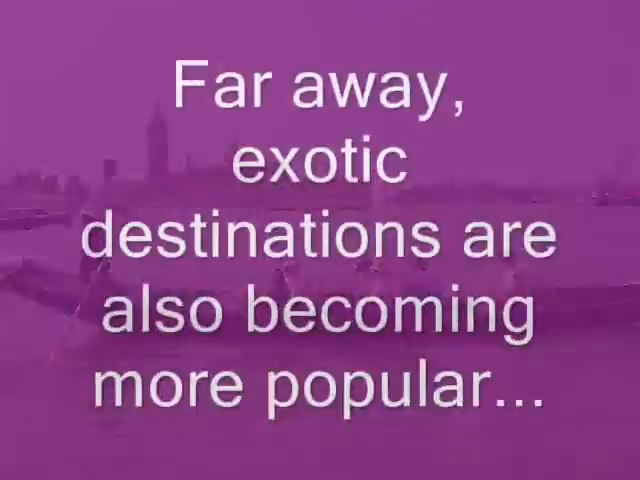 Far away,
exotic
destinations are
also becoming
more popular...